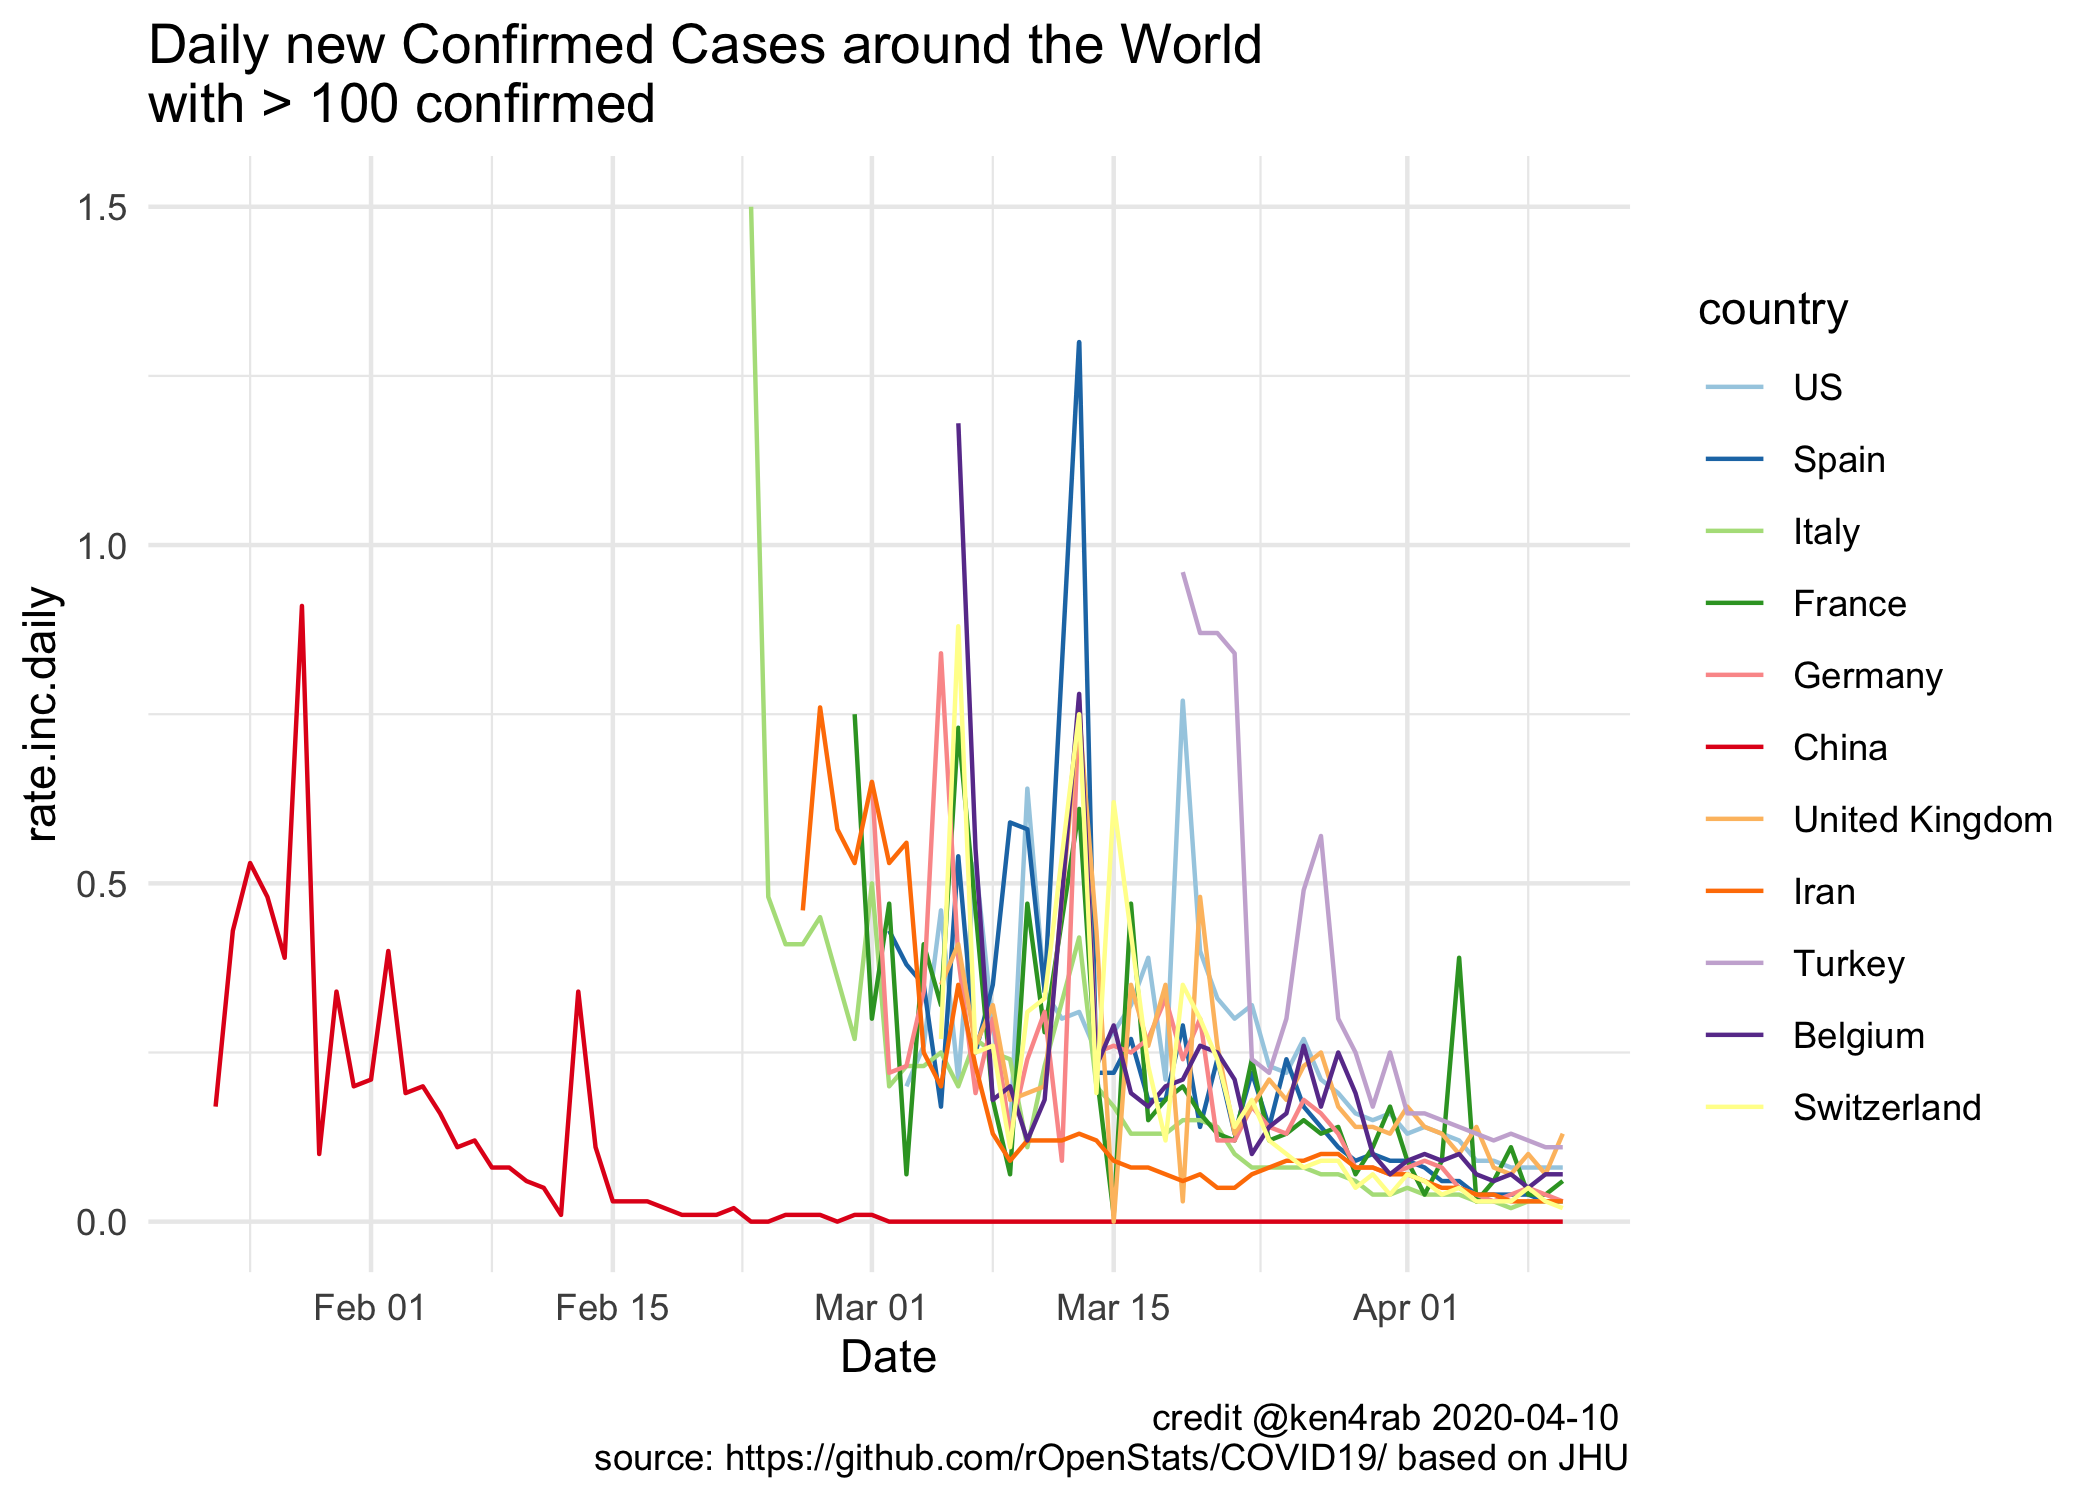 Daily new Confirmed Cases around the World
with > 100 confirmed
rate.inc.daily
1.5
1.0
0.5
0.0
Feb 01
Feb 15
Mar 01
Mar 15
Apr 01
Date
country
US
Spain
Italy
France
Germany
China
United Kingdom
Iran
Turkey
Belgium
Switzerland
credit @ken4rab 2020-04-10
source: https://github.com/rOpenStats/COVID19/ based on JHU